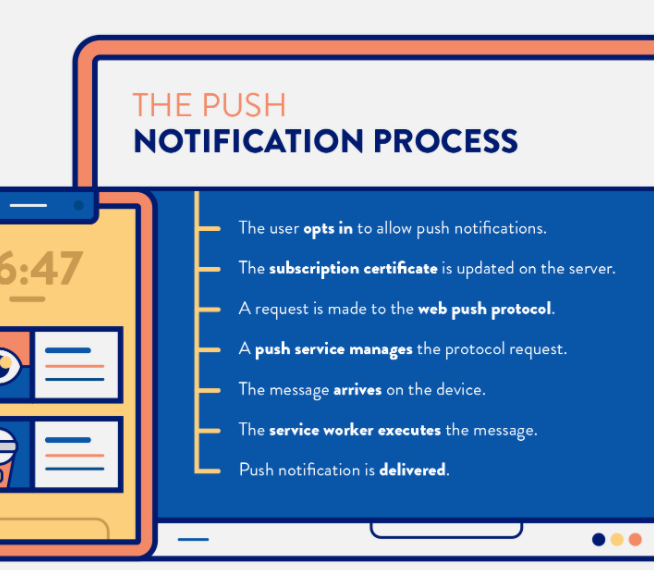 THE PUSH
NOTIFICATION PROCESS
6:47
The user opts in to allow push notifications.
The subscription certificate is updated on the server.
A request is made to the web push protocol.
A push service manages the protocol request.
The message arrives on the device.
The service worker executes the message.
Push notification is delivered.